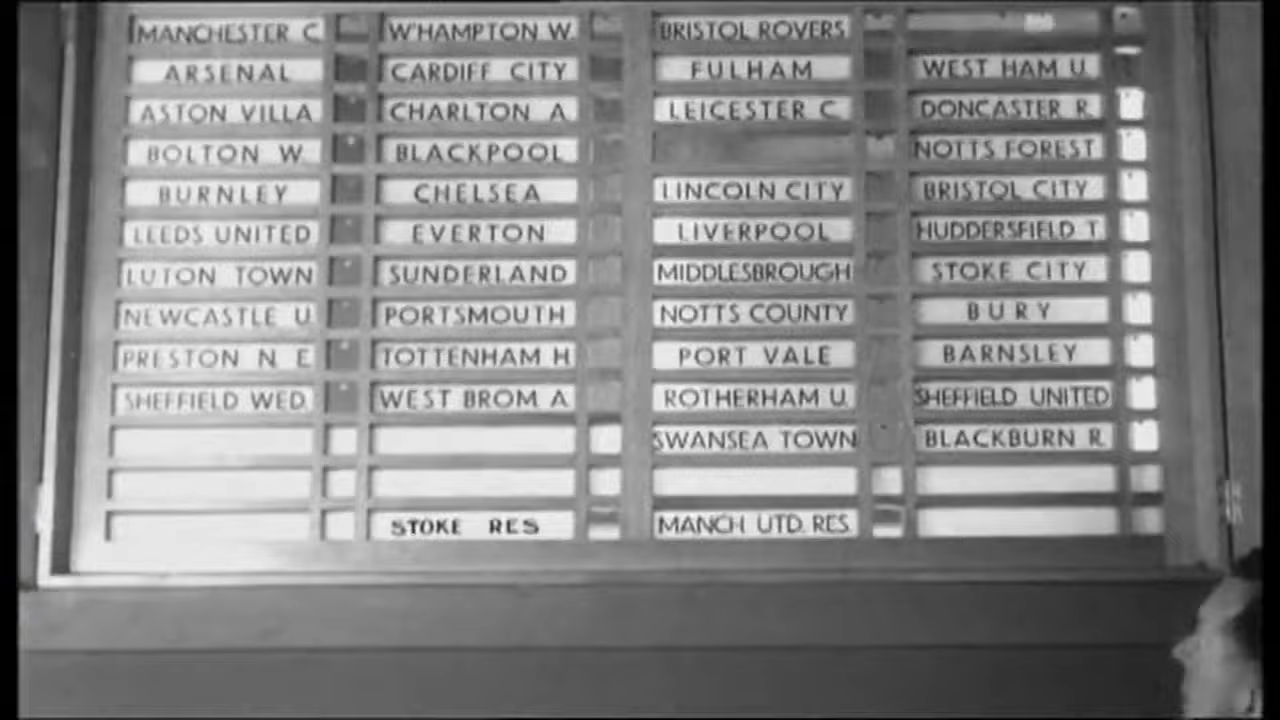 MANCHESTER C. W'HAMPTON W. BRISTOL ROVERS
ARSENAL CARDIFF CITY FULHAM WEST HAM U.
ASTON VILLA CHARLTON A. LEICESTER C. DONCASTER R.
BOLTON W. BLACKPOOL NOTTS FOREST
BURNLEY CHELSEA LINCOLN CITY BRISTOL CITY
LEEDS UNITED EVERTON LIVERPOOL HUDDERSFIELD T.
LUTON TOWN SUNDERLAND MIDDLESBROUGH STOKE CITY
NEWCASTLE U. PORTSMOUTH NOTTS COUNTY BURY
PRESTON N E TOTTENHAM H PORT VALE BARNSLEY
SHEFFIELD WED. WEST BROM A. ROTHERHAM U. SHEFFIELD UNITED
SWANSEA TOWN BLACKBURN R.
STOKE RES MANCH. UTD. RES.